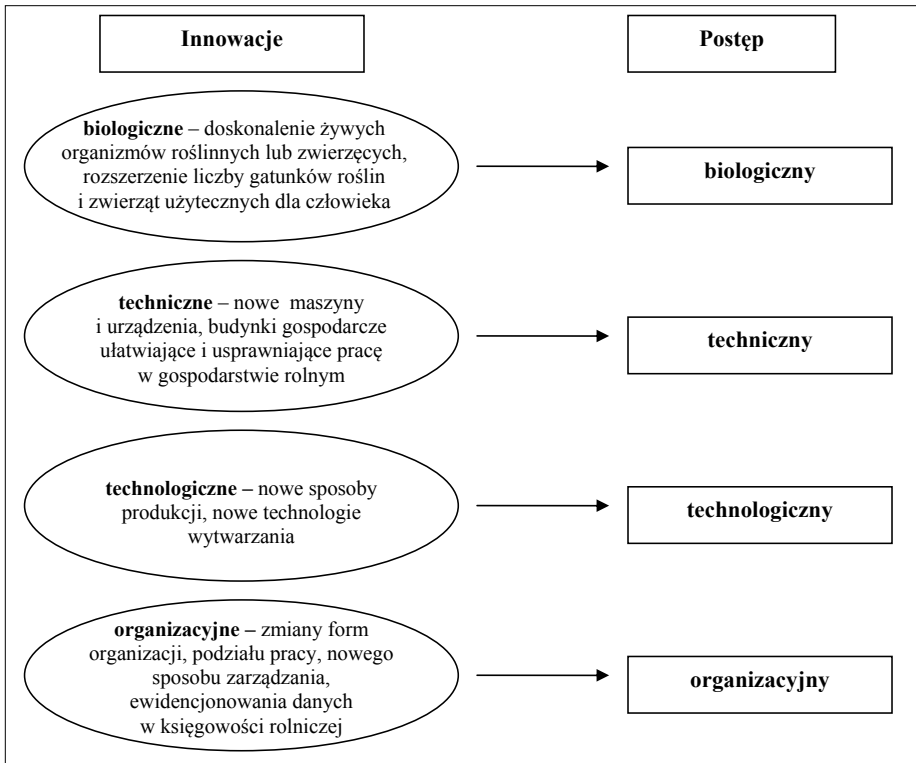 Innowacje
Postęp
biologiczne – doskonalenie żywych
organizmów roślinnych lub zwierzęcych,
rozszerzenie liczby gatunków roślin
i zwierząt użytecznych dla człowieka
biologiczny
techniczne – nowe maszyny
i urządzenia, budynki gospodarcze
ułatwiające i usprawniające pracę
w gospodarstwie rolnym
techniczny
technologiczne – nowe sposoby
produkcji, nowe technologie
wytwarzania
technologiczny
organizacyjne – zmiany form
organizacji, podziału pracy, nowego
sposobu zarządzania,
ewidencjonowania danych
w księgowości rolniczej
organizacyjny